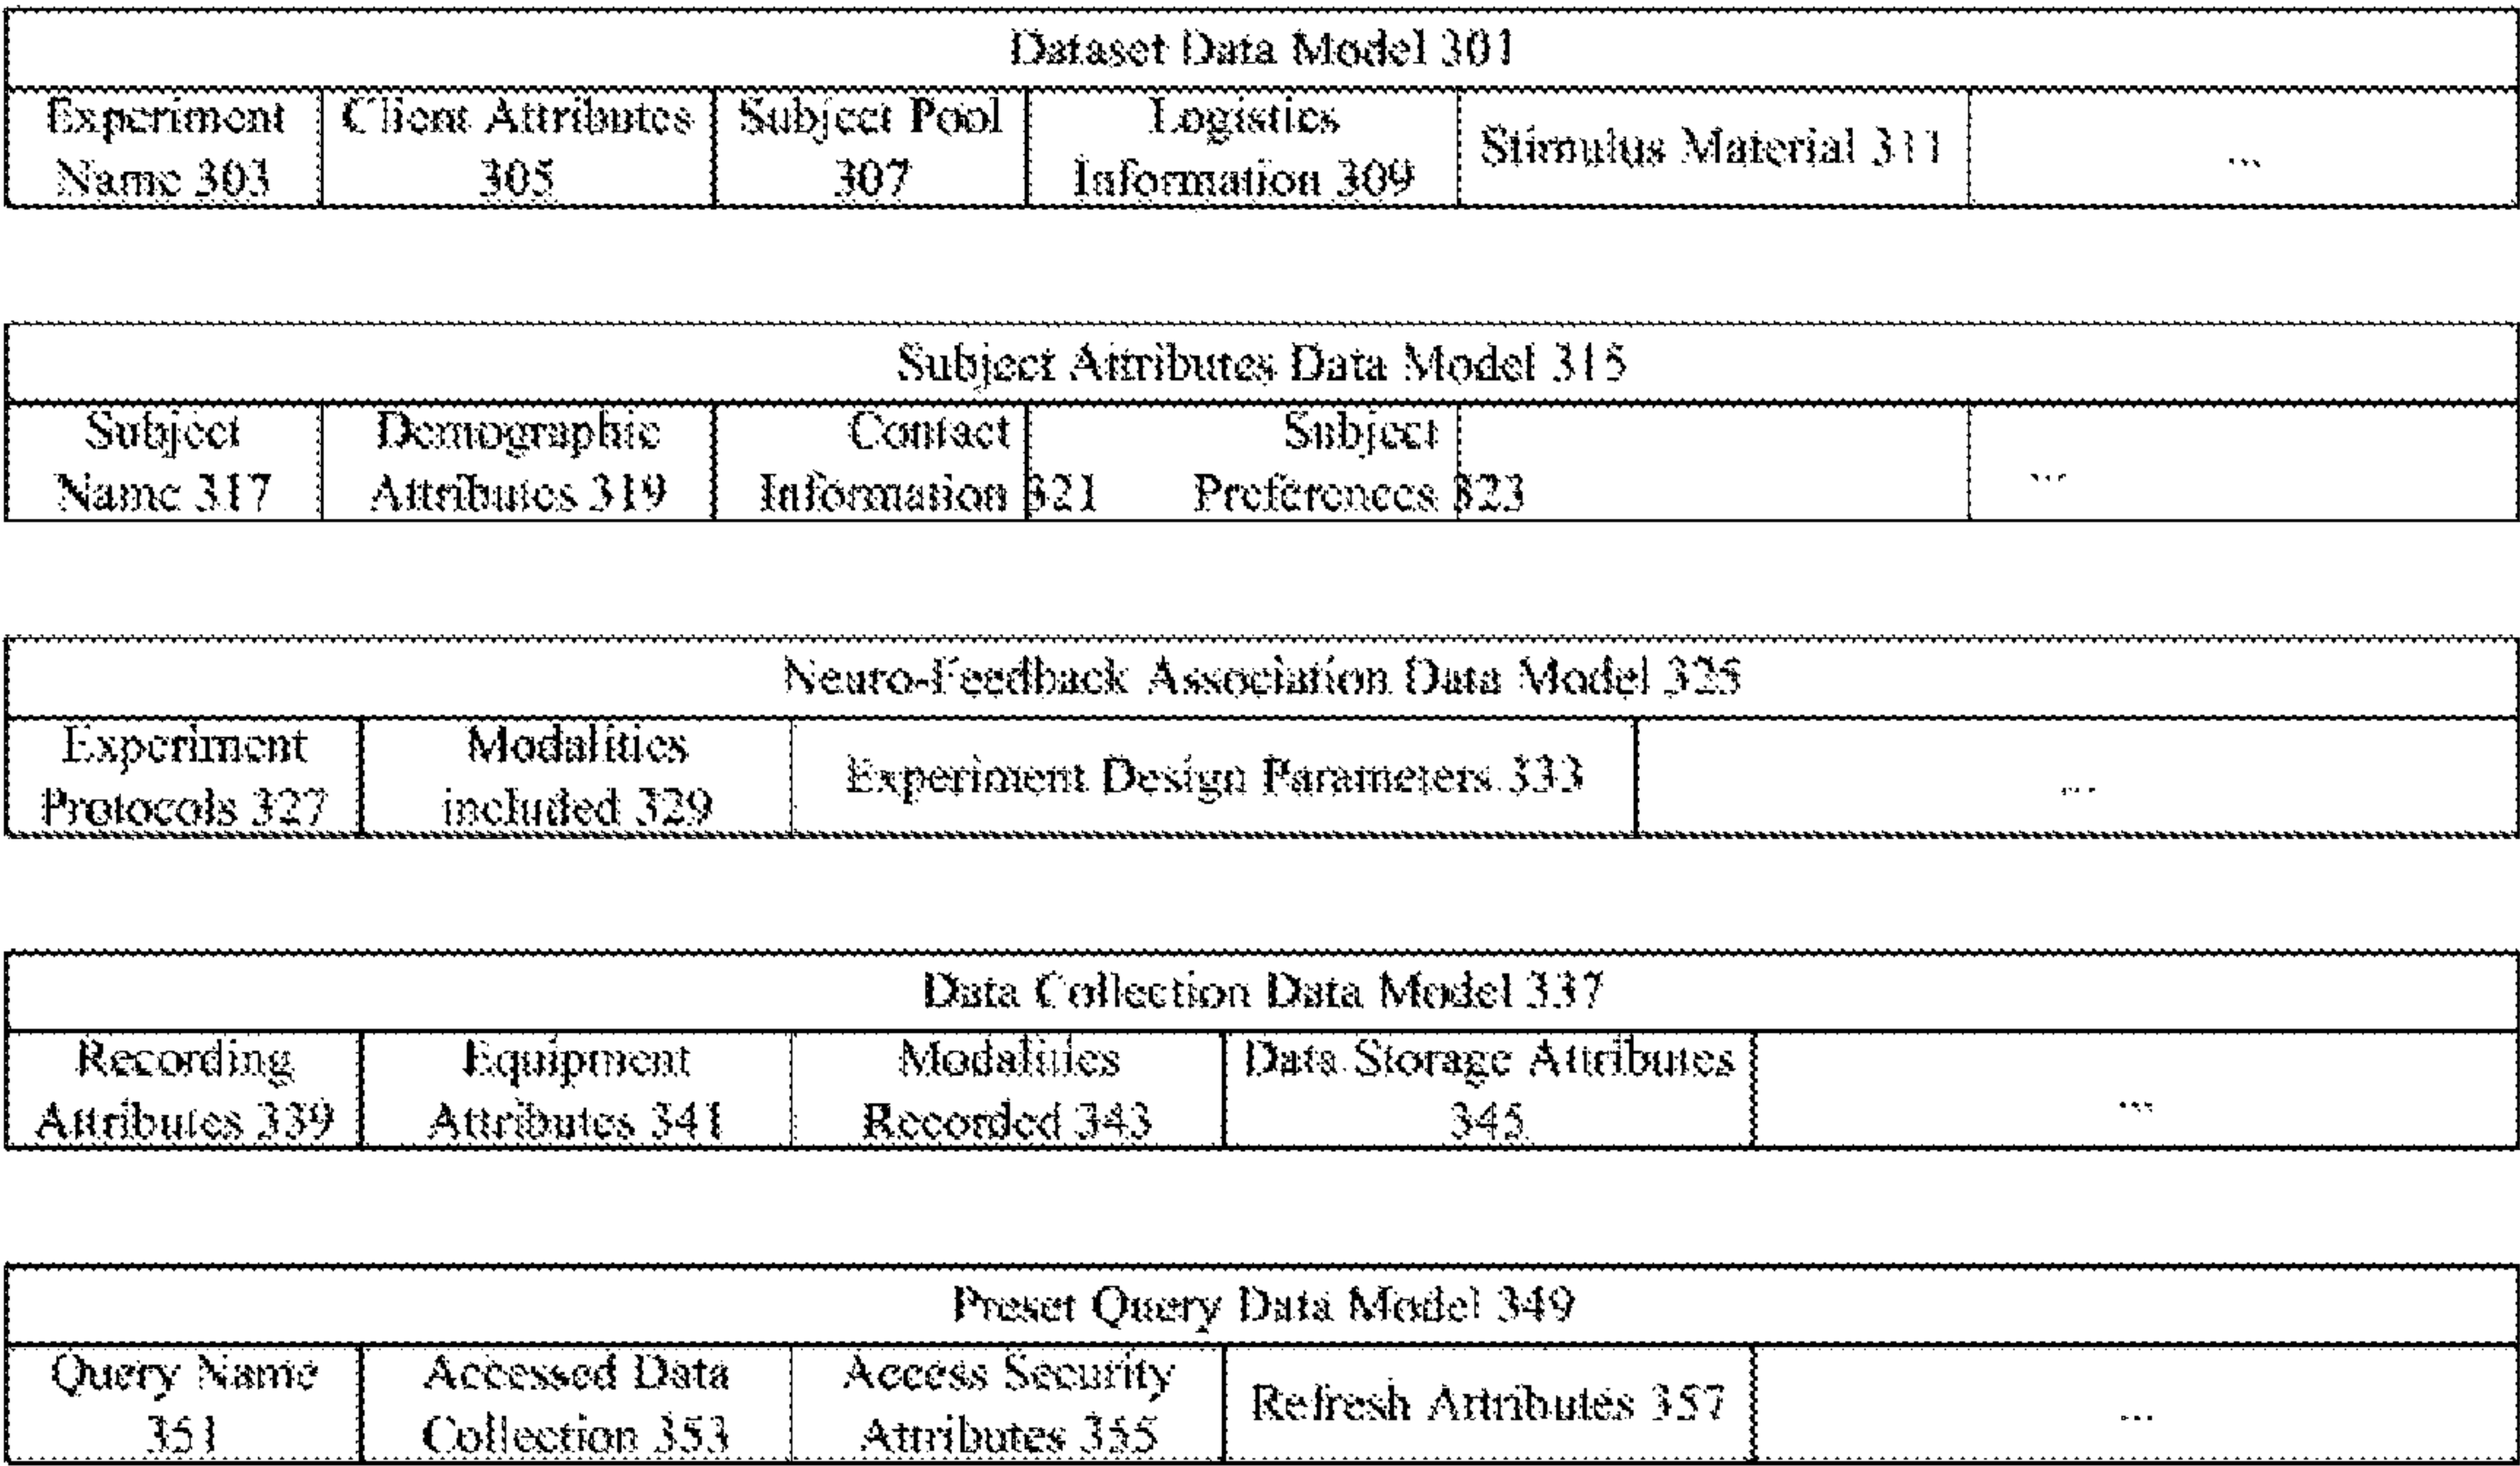 Dataset Data Model 301
Experiment Name 303
Client Attributes 305
Subject Pool 307
Logistics Information 309
Stimulus Material 311
...
Subject Attributes Data Model 315
Subject Name 317
Demographic Attributes 319
Contact Information 321
Subject Preferences 323
...
Neuro-Feedback Association Data Model 325
Experiment Protocols 327
Modalities included 329
Experiment Design Parameters 333
...
Data Collection Data Model 337
Recording Attributes 339
Equipment Attributes 341
Modalities Recorded 343
Data Storage Attributes 345
...
Preset Query Data Model 349
Query Name 351
Accessed Data Collection 353
Access Security Attributes 355
Refresh Attributes 357
...